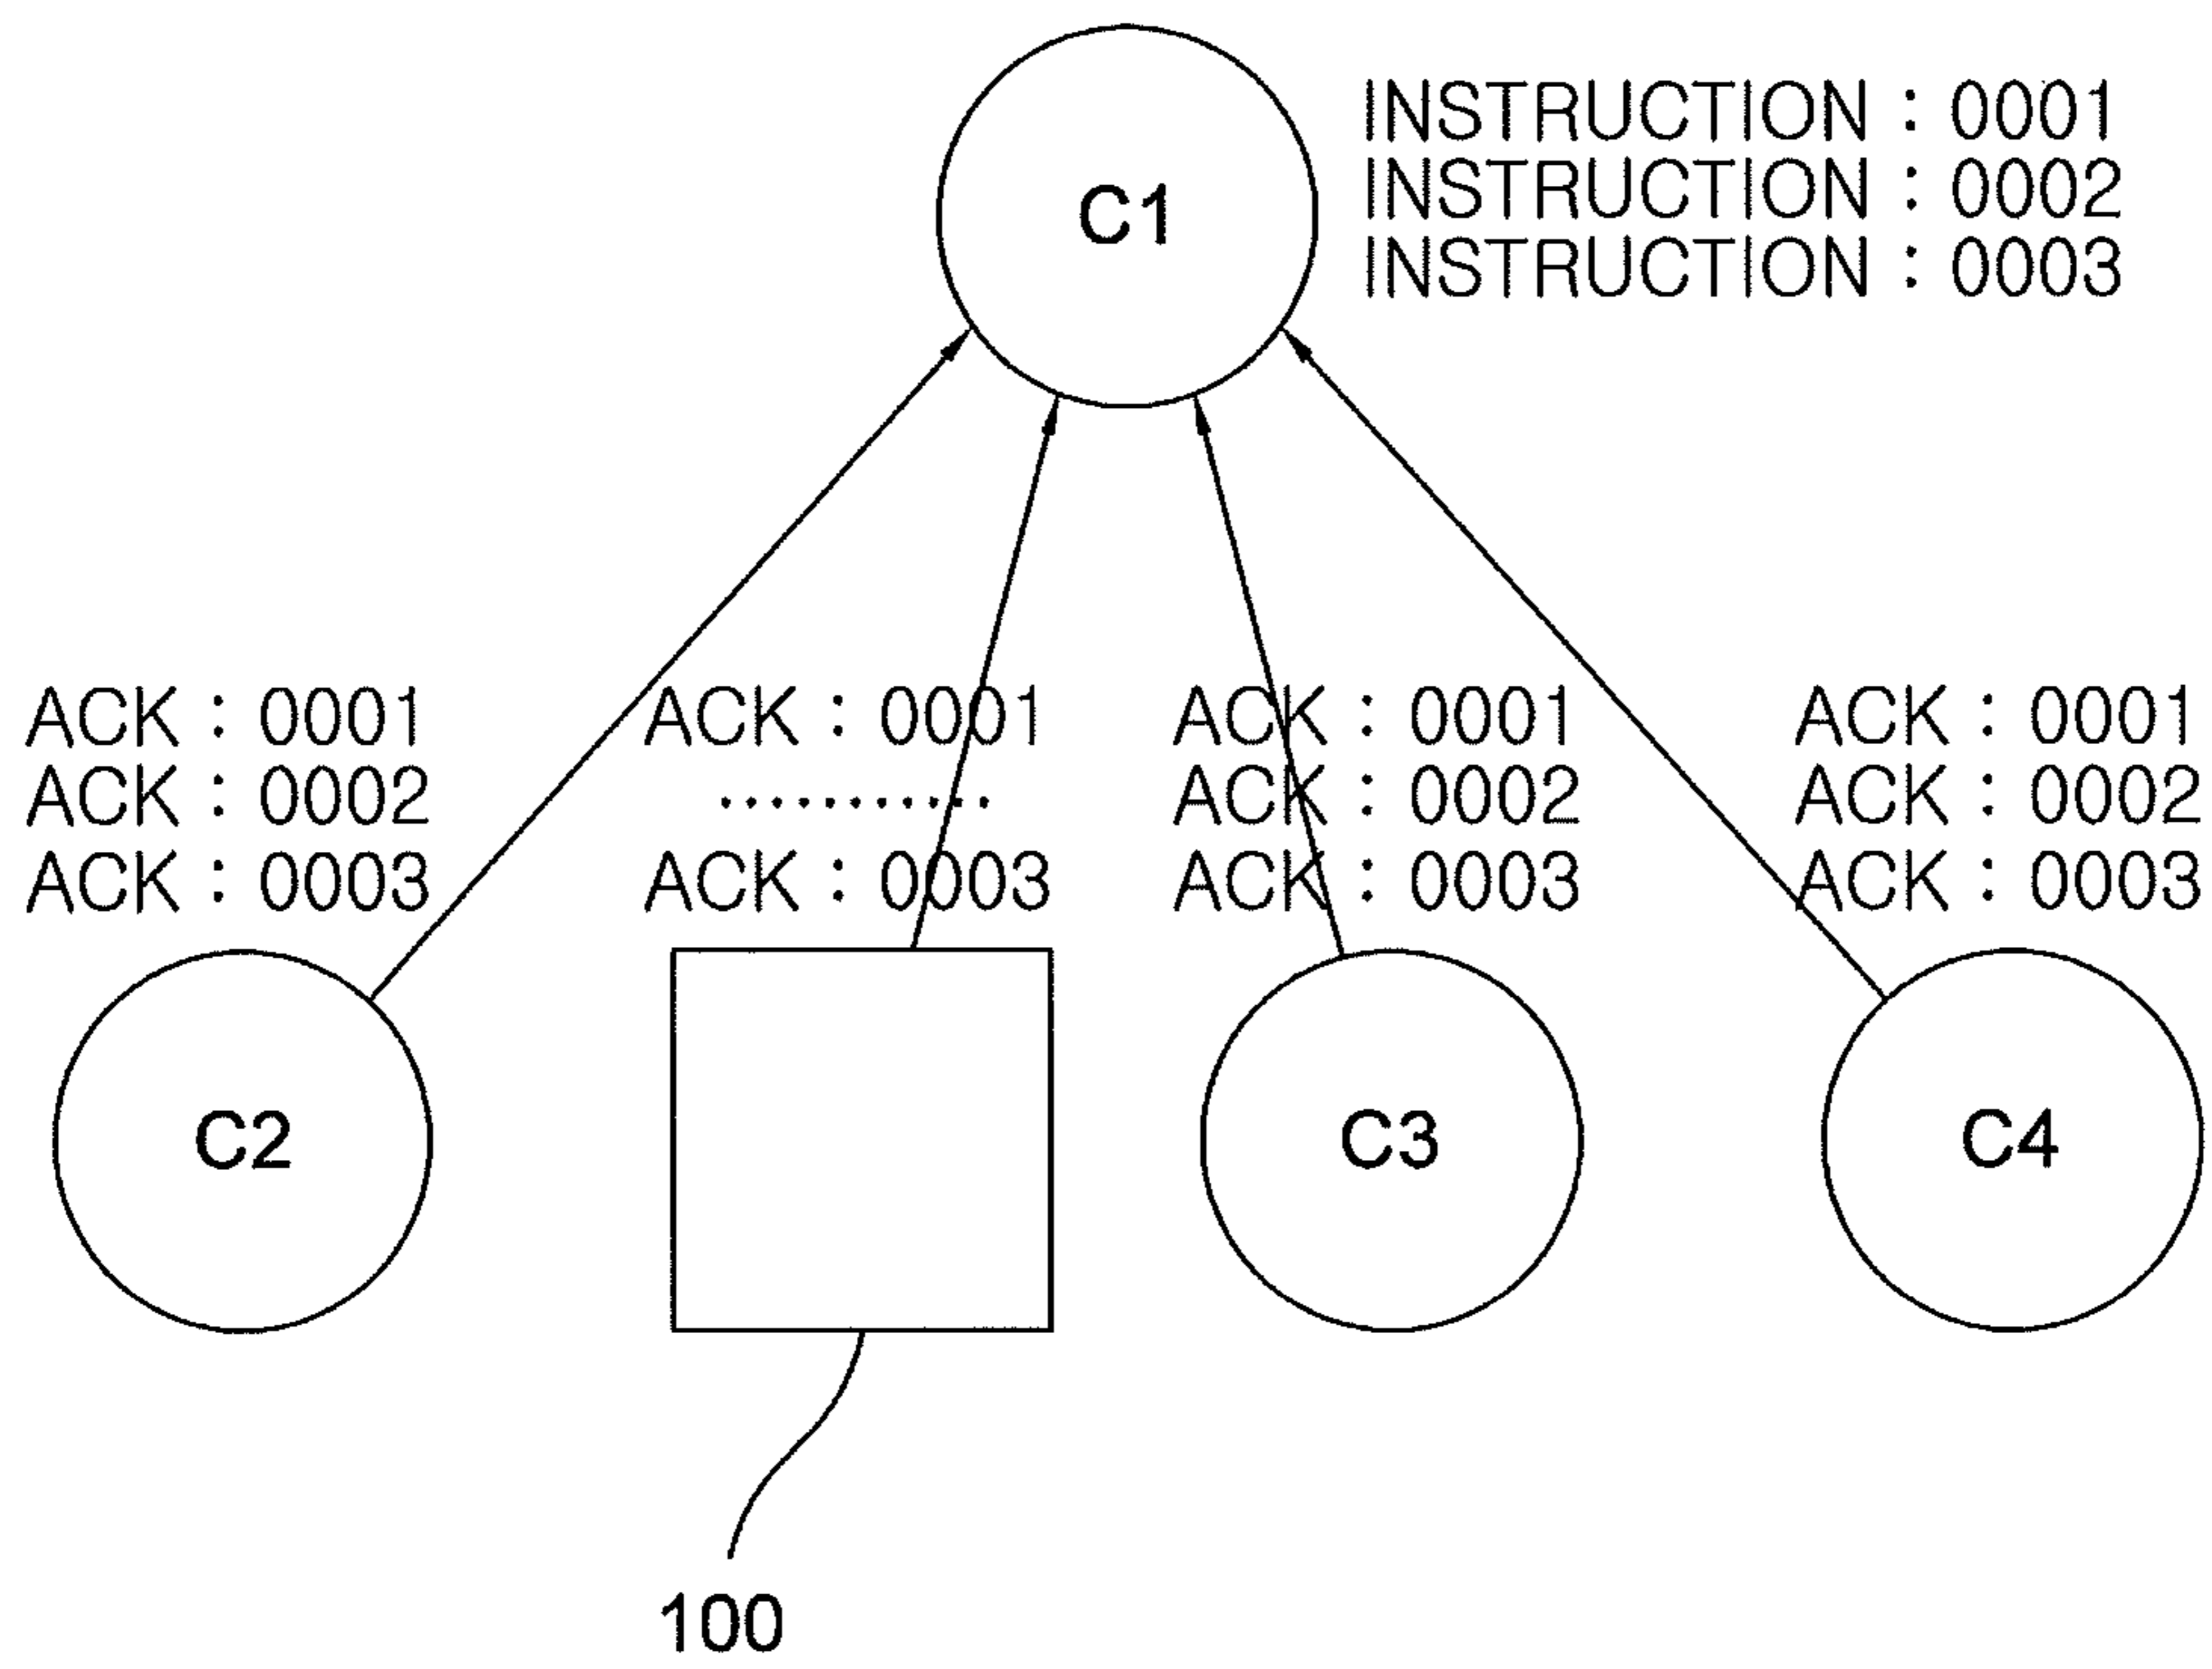 C1
INSTRUCTION : 0001
INSTRUCTION : 0002
INSTRUCTION : 0003
ACK : 0001
ACK : 0002
ACK : 0003
ACK : 0001
...........
ACK : 0003
ACK : 0001
ACK : 0002
ACK : 0003
ACK : 0001
ACK : 0002
ACK : 0003
C2
C3
C4
100